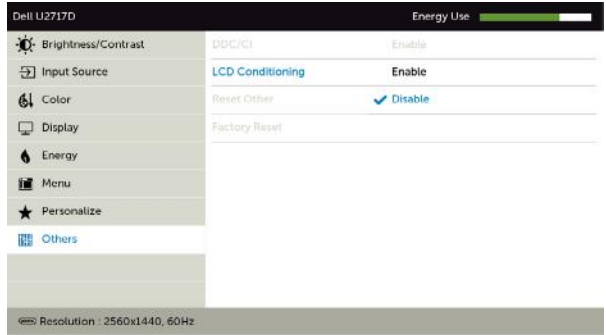 Dell U2717D Energy Use
Brightness/Contrast DDC/CI Enable
Input Source LCD Conditioning Enable
Color Reset Other Disable
Display Factory Reset
Energy
Menu
Personalize
Others
Resolution : 2560x1440, 60Hz